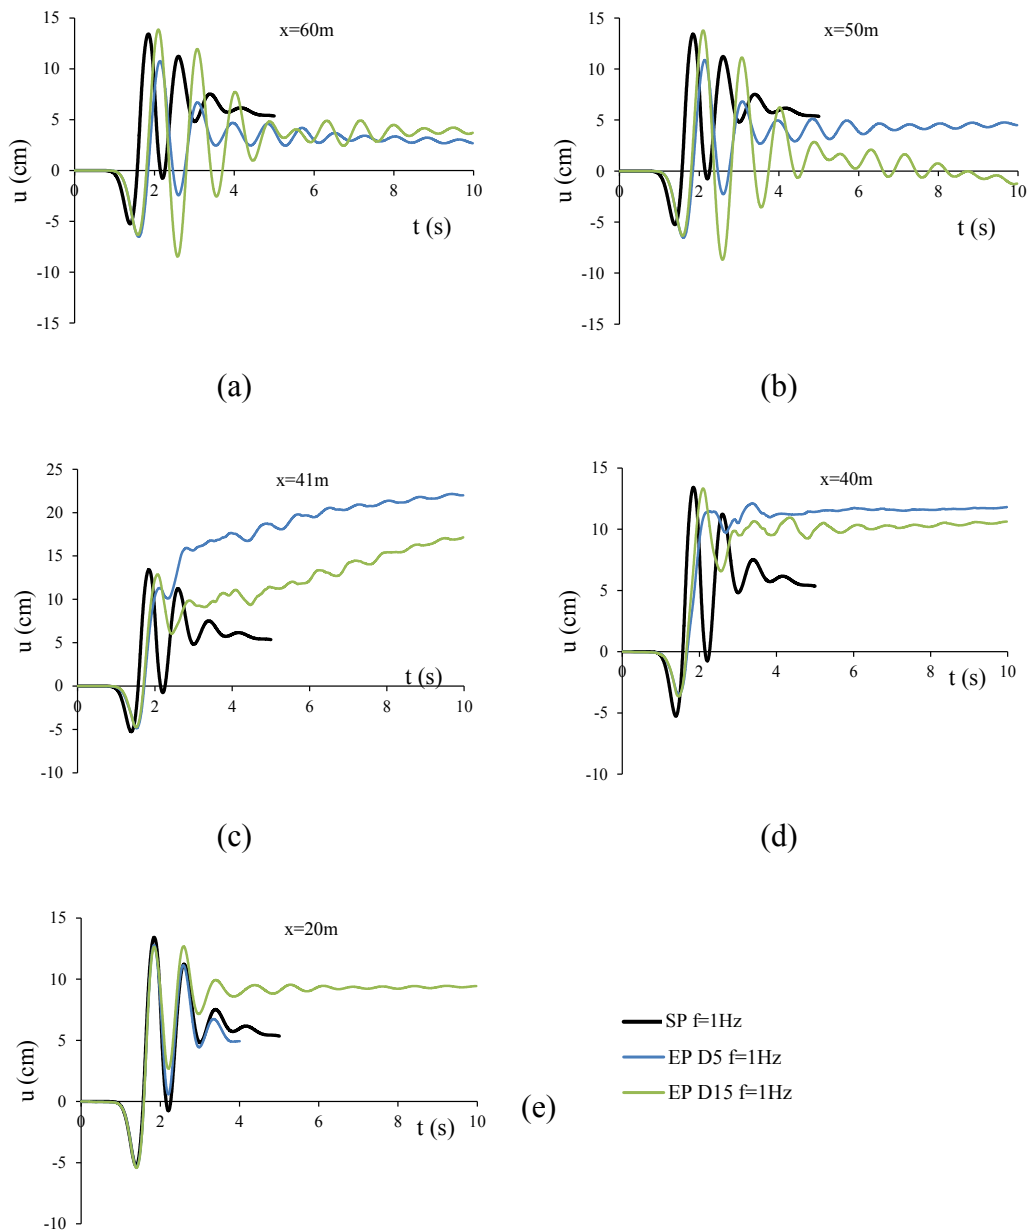 x=60m
u (cm)
15
10
5
0
-5
-10
-15
0 2 4 6 8 10
t (s)
(a)
x=50m
u (cm)
15
10
5
0
-5
-10
-15
0 2 4 6 8 10
t (s)
(b)
x=41m
u (cm)
25
20
15
10
5
0
-5
-10
0 2 4 6 8 10
t (s)
(c)
x=40m
u (cm)
15
10
5
0
-5
-10
0 2 4 6 8 10
t (s)
(d)
x=20m
u (cm)
15
10
5
0
-5
-10
0 2 4 6 8 10
t (s)
(e)
SP f=1Hz
EP D5 f=1Hz
EP D15 f=1Hz